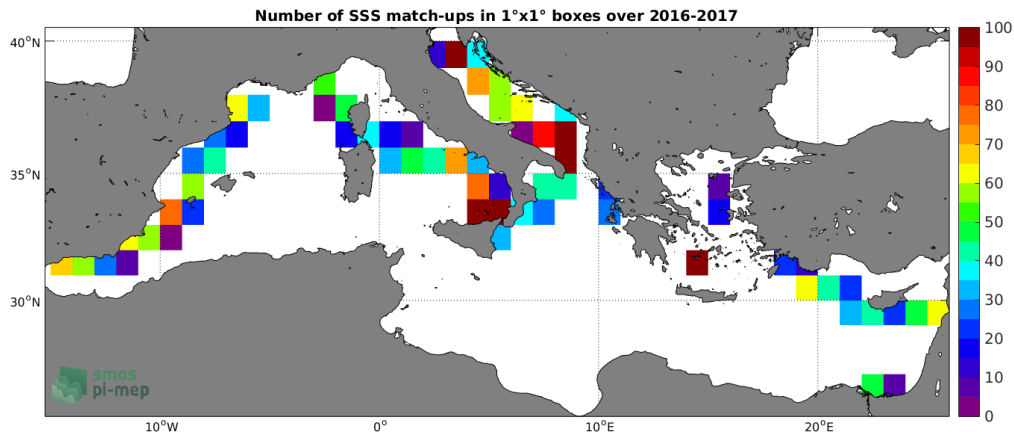 Number of SSS match-ups in 1°x1° boxes over 2016-2017
40°N
35°N
30°N
10°W
0°
10°E
20°E
100
90
80
70
60
50
40
30
20
10
0
smos
pi-mep